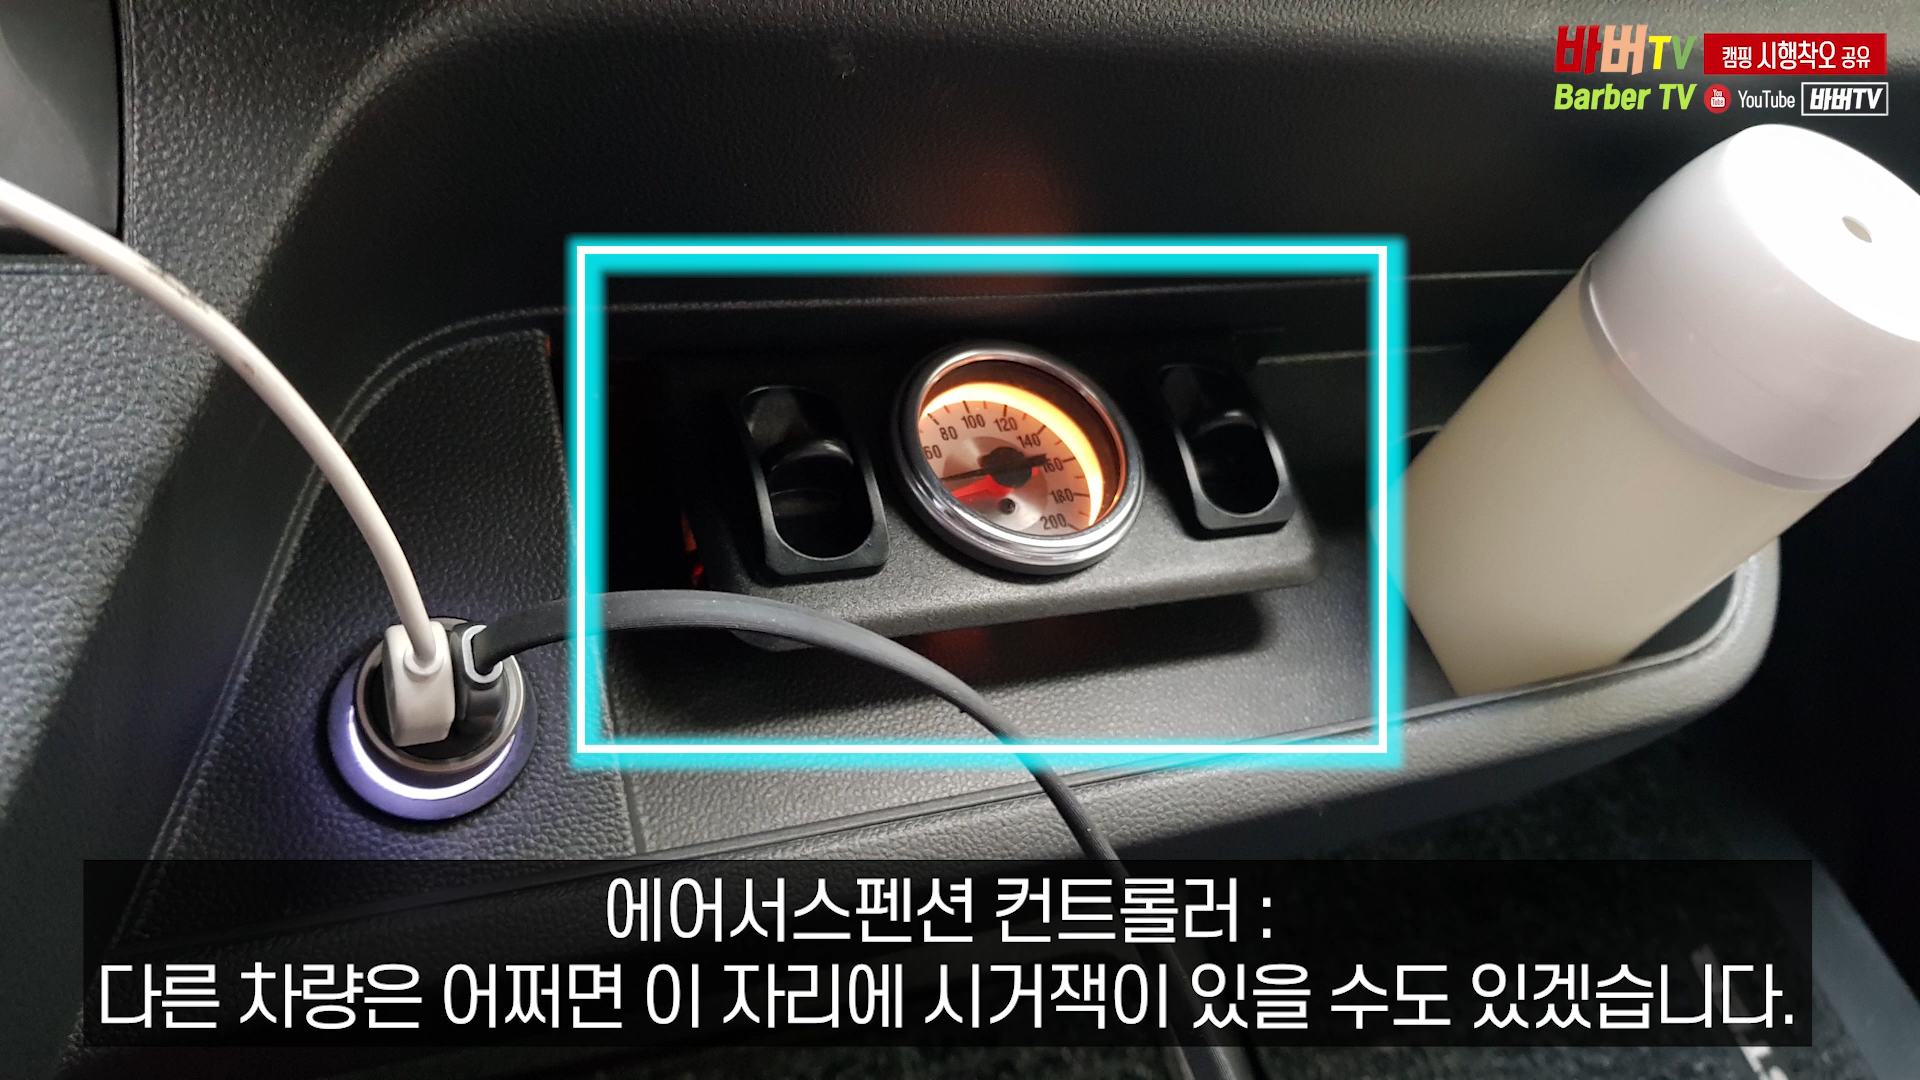 바버TV 캠핑 시행착오 공유
Barber TV You Tube YouTube 바버TV
60 80 100 120 140 160 180 200
에어서스펜션 컨트롤러 :
다른 차량은 어쩌면 이 자리에 시거잭이 있을 수도 있겠습니다.